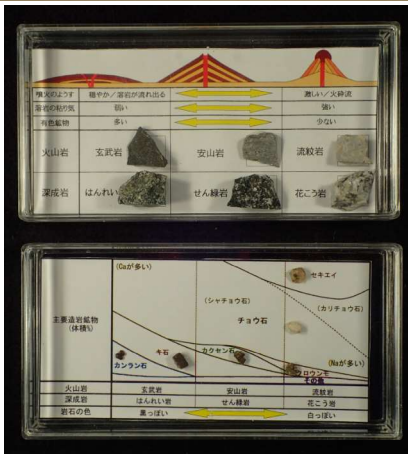 噴火のようす 穏やか/溶岩が流れ出る 激しい/火砕流
溶岩の粘り気 弱い 強い
有色鉱物 多い 少ない
火山岩 玄武岩 安山岩 流紋岩
深成岩 はんれい岩 せん緑岩 花こう岩
(Caが多い)
セキエイ
(シャチョウ石)
(カリチョウ石)
主要造岩鉱物
(体積%)
チョウ石
キ石
カクセン石
カンラン石
(Naが多い)
クロウンモ
その他
火山岩 玄武岩 安山岩 流紋岩
深成岩 はんれい岩 せん緑岩 花こう岩
岩石の色 黒っぽい 白っぽい